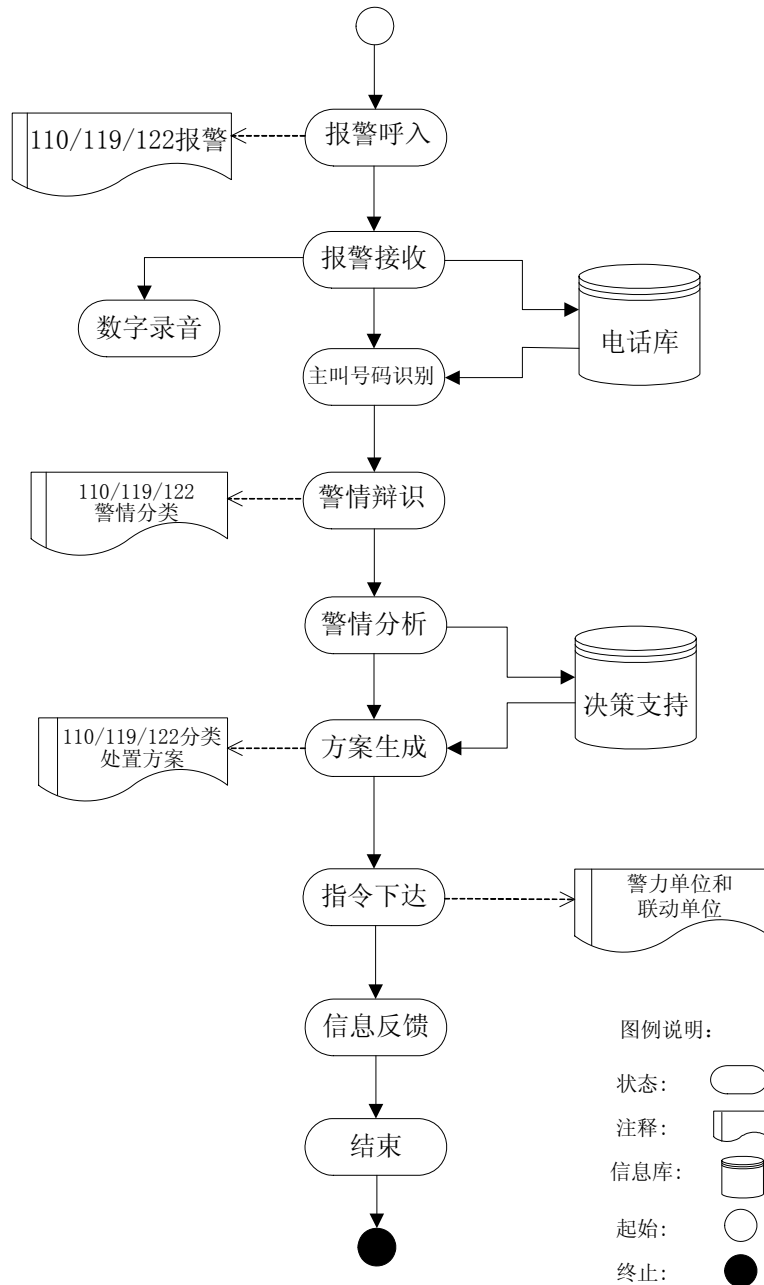 报警呼入
110/119/122报警
报警接收
数字录音
电话库
主叫号码识别
110/119/122
警情分类
警情辩识
警情分析
决策支持
110/119/122分类
处置方案
方案生成
指令下达
警力单位和
联动单位
信息反馈
结束
图例说明:
状态:
注释:
信息库:
起始:
终止: